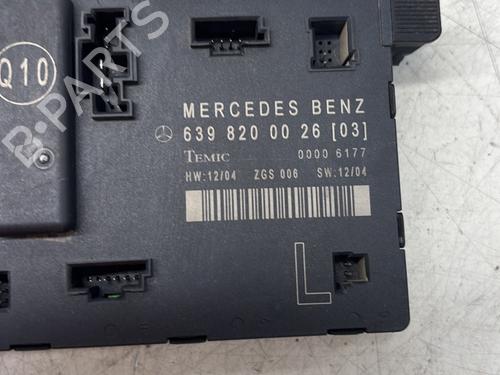 Q10
B-PARTS
MERCEDES BENZ
639 820 00 26 [03]
TEMIC 0000 6177
HW:12/04 ZGS 006 SW:12/04
L